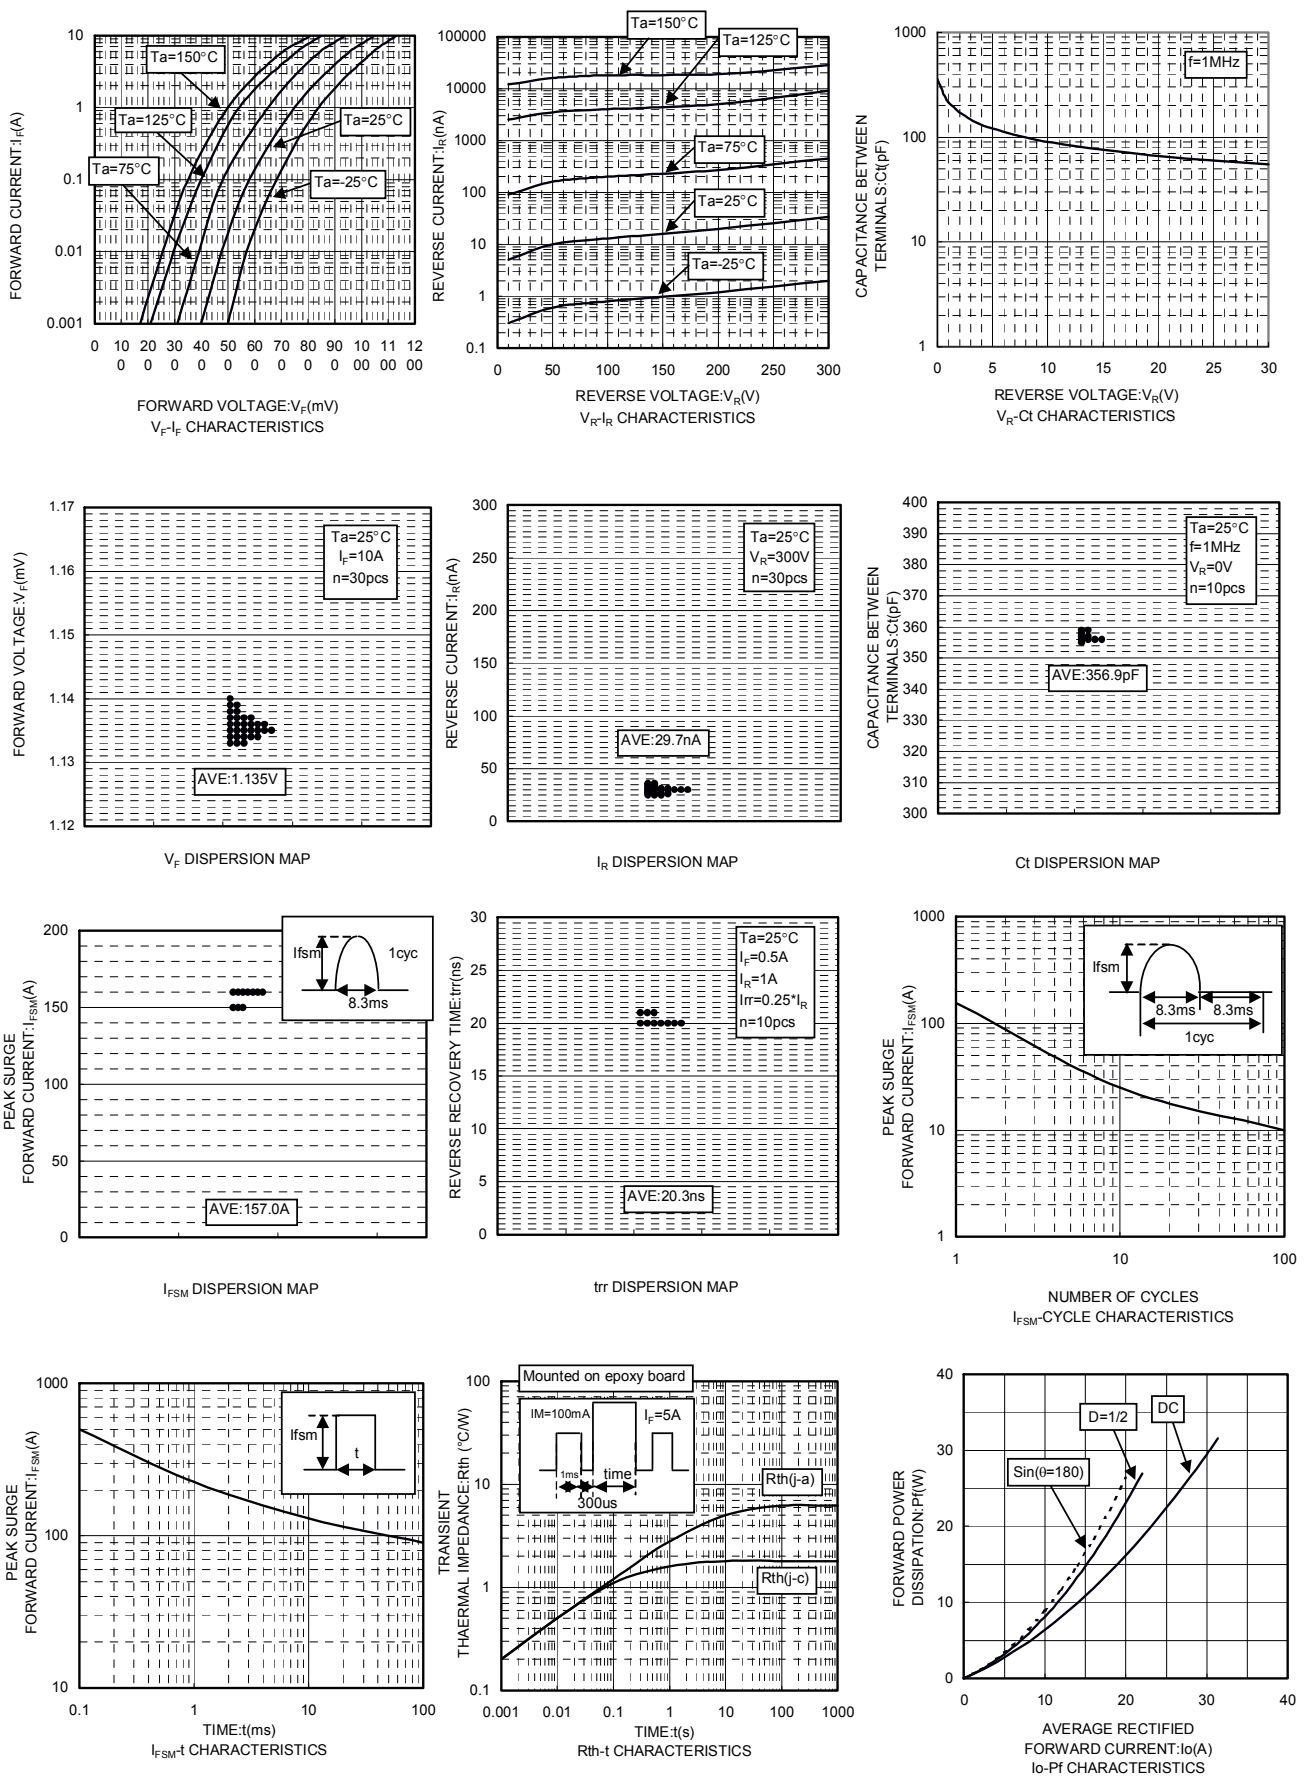 Ta=150°C
Ta=125°C
Ta=75°C
Ta=25°C
Ta=-25°C
10
1
0.1
0.01
0.001
0 10 20 30 40 50 60 70 80 90 10 11 12
0 0 0 0 0 0 0 0 0 00 00 00
FORWARD CURRENT:IF(A)
FORWARD VOLTAGE:VF(mV)
VF-IF CHARACTERISTICS
Ta=150°C
Ta=125°C
Ta=75°C
Ta=25°C
Ta=-25°C
100000
10000
1000
100
10
1
0.1
0 50 100 150 200 250 300
REVERSE CURRENT:IR(nA)
REVERSE VOLTAGE:VR(V)
VR-IR CHARACTERISTICS
f=1MHz
1000
100
10
1
0 5 10 15 20 25 30
CAPACITANCE BETWEEN
TERMINALS:Ct(pF)
REVERSE VOLTAGE:VR(V)
VR-Ct CHARACTERISTICS
1.17
1.16
1.15
1.14
1.13
1.12
FORWARD VOLTAGE:VF(mV)
Ta=25°C
IF=10A
n=30pcs
AVE:1.135V
VF DISPERSION MAP
300
250
200
150
100
50
0
REVERSE CURRENT:IR(nA)
Ta=25°C
VR=300V
n=30pcs
AVE:29.7nA
IR DISPERSION MAP
400
390
380
370
360
350
340
330
320
310
300
CAPACITANCE BETWEEN
TERMINALS:Ct(pF)
Ta=25°C
f=1MHz
VR=0V
n=10pcs
AVE:356.9pF
Ct DISPERSION MAP
200
150
100
50
0
PEAK SURGE
FORWARD CURRENT:IFSM(A)
Ifsm
1cyc
8.3ms
AVE:157.0A
IFSM DISPERSION MAP
30
25
20
15
10
5
0
REVERSE RECOVERY TIME:trr(ns)
Ta=25°C
IF=0.5A
IR=1A
Irr=0.25*IR
n=10pcs
AVE:20.3ns
trr DISPERSION MAP
1000
100
10
1
1 10 100
PEAK SURGE
FORWARD CURRENT:IFSM(A)
Ifsm
8.3ms 8.3ms
1cyc
NUMBER OF CYCLES
IFSM-CYCLE CHARACTERISTICS
1000
100
10
0.1 1 10 100
PEAK SURGE
FORWARD CURRENT:IFSM(A)
Ifsm
t
TIME:t(ms)
IFSM-t CHARACTERISTICS
Mounted on epoxy board
IM=100mA IF=5A
1ms time
300us
Rth(j-a)
Rth(j-c)
100
10
1
0.1
0.001 0.01 0.1 1 10 100 1000
TRANSIENT
THAERMAL IMPEDANCE:Rth (°C/W)
TIME:t(s)
Rth-t CHARACTERISTICS
40
30
20
10
0
0 10 20 30 40
FORWARD POWER
DISSIPATION:Pf(W)
D=1/2
DC
Sin(θ=180)
AVERAGE RECTIFIED
FORWARD CURRENT:Io(A)
Io-Pf CHARACTERISTICS